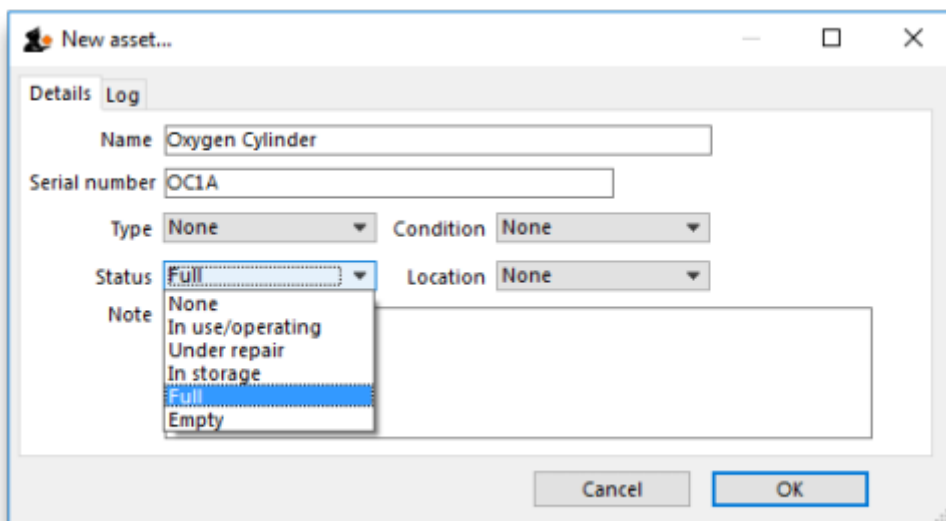 New asset...
Details Log
Name Oxygen Cylinder
Serial number OC1A
Type None Condition None
Status Full Location None
Note
None
In use/operating
Under repair
In storage
Full
Empty
Cancel OK